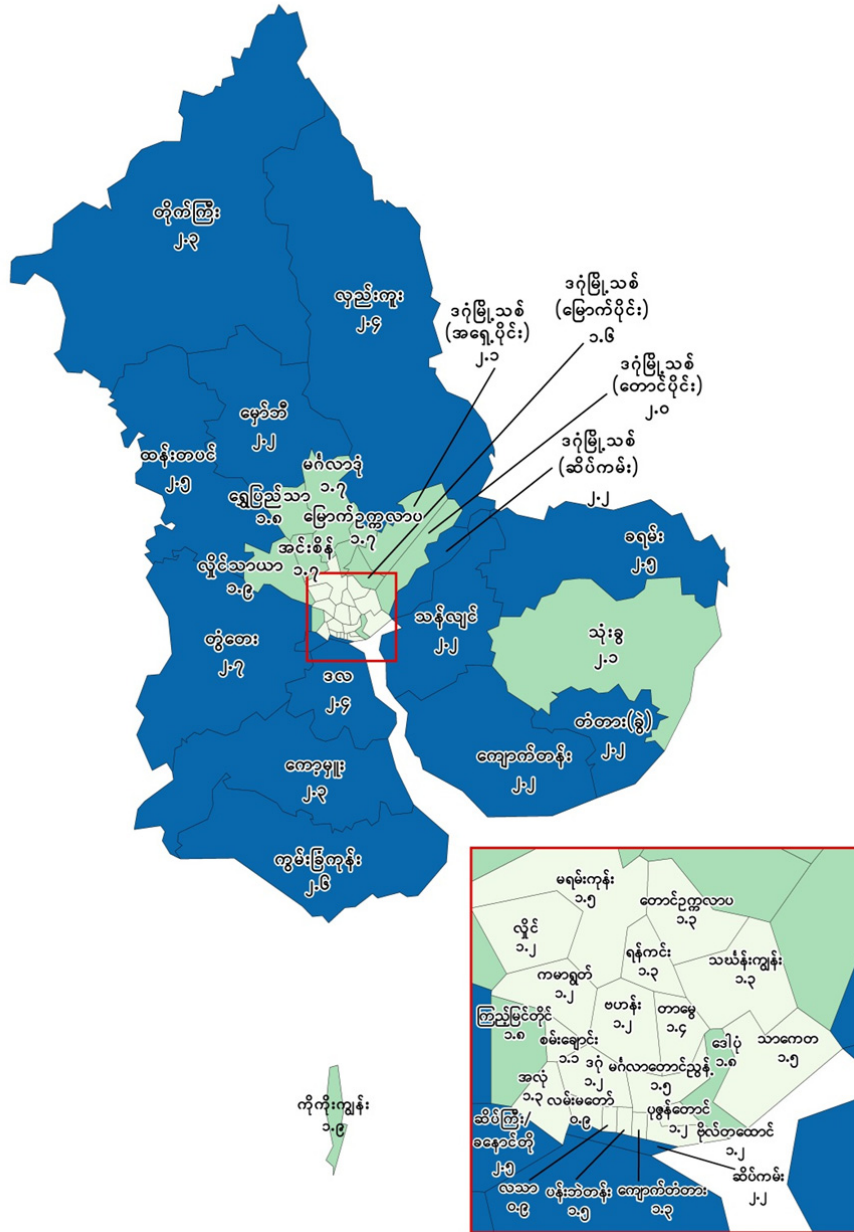 တိုက်ကြီး
၂.၃
လှည်းကူး
၂.၄
ဒဂုံမြို့သစ်
(အရှေ့ပိုင်း)
၂.၁
ဒဂုံမြို့သစ်
(မြောက်ပိုင်း)
၁.၆
ဒဂုံမြို့သစ်
(တောင်ပိုင်း)
၂.၀
ဒဂုံမြို့သစ်
(ဆိပ်ကမ်း)
၂.၂
မှော်ဘီ
၂.၂
ထန်းတပင်
၂.၅
မင်္ဂလာဒုံ
၁.၇
ရွှေပြည်သာ
၁.၈
မြောက်ဥက္ကလာပ
၁.၇
အင်းစိန်
၁.၇
လှိုင်သာယာ
၁.၉
ခရမ်း
၂.၅
သန်လျင်
၂.၂
သုံးခွ
၂.၁
တွံတေး
၂.၇
ဒလ
၂.၄
တံတား(ခွဲ)
၂.၂
ကျောက်တန်း
၂.၂
ကော့မှူး
၂.၃
ကွမ်းခြံကုန်း
၂.၆
ကိုကိုးကျွန်း
၁.၉
မရမ်းကုန်း
၁.၅
တောင်ဥက္ကလာပ
၁.၃
လှိုင်
၁.၂
ရန်ကင်း
၁.၃
သင်္ဃန်းကျွန်း
၁.၃
ကမာရွတ်
၁.၂
ဗဟန်း
၁.၂
တာမွေ
၁.၄
ကြည့်မြင်တိုင်
၁.၈
စမ်းချောင်း
၁.၁
ဒေါပုံ
၁.၈
သာကေတ
၁.၅
ဒဂုံ
၁.၂
မင်္ဂလာတောင်ညွန့်
၁.၅
အလုံ
၁.၃
လမ်းမတော်
၀.၉
ပုဇွန်တောင်
၁.၂
ဗိုလ်တထောင်
၁.၂
ဆိပ်ကြီး/
ခနောင်တို
၂.၅
ဆိပ်ကမ်း
၂.၂
လသာ
၀.၉
ပန်းဘဲတန်း
၁.၅
ကျောက်တံတား
၁.၃